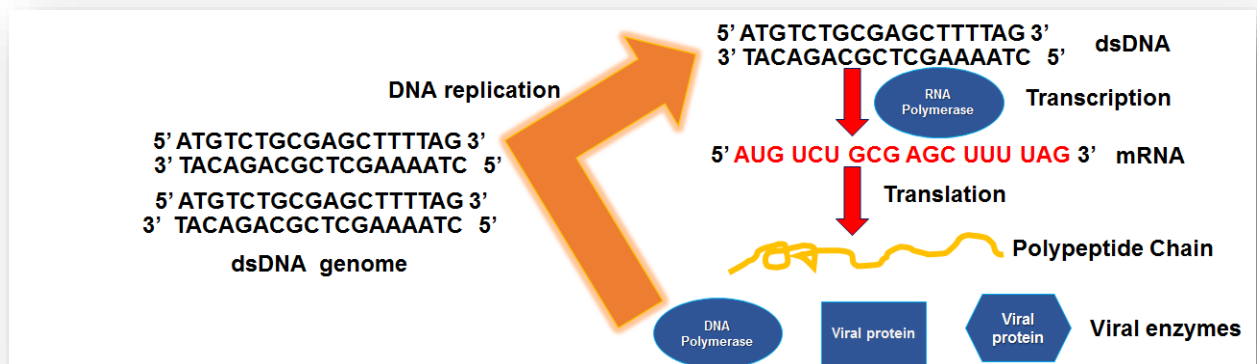 5’ ATGTCTGCGAGCTTTTAG 3’
3’ TACAGACGCTCGAAAATC 5’
dsDNA
DNA replication
RNA
Polymerase
Transcription
5’ ATGTCTGCGAGCTTTTAG 3’
3’ TACAGACGCTCGAAAATC 5’
5’ AUG UCU GCG AGC UUU UAG 3’
mRNA
5’ ATGTCTGCGAGCTTTTAG 3’
3’ TACAGACGCTCGAAAATC 5’
Translation
dsDNA genome
Polypeptide Chain
DNA
Polymerase
Viral protein
Viral
protein
Viral enzymes